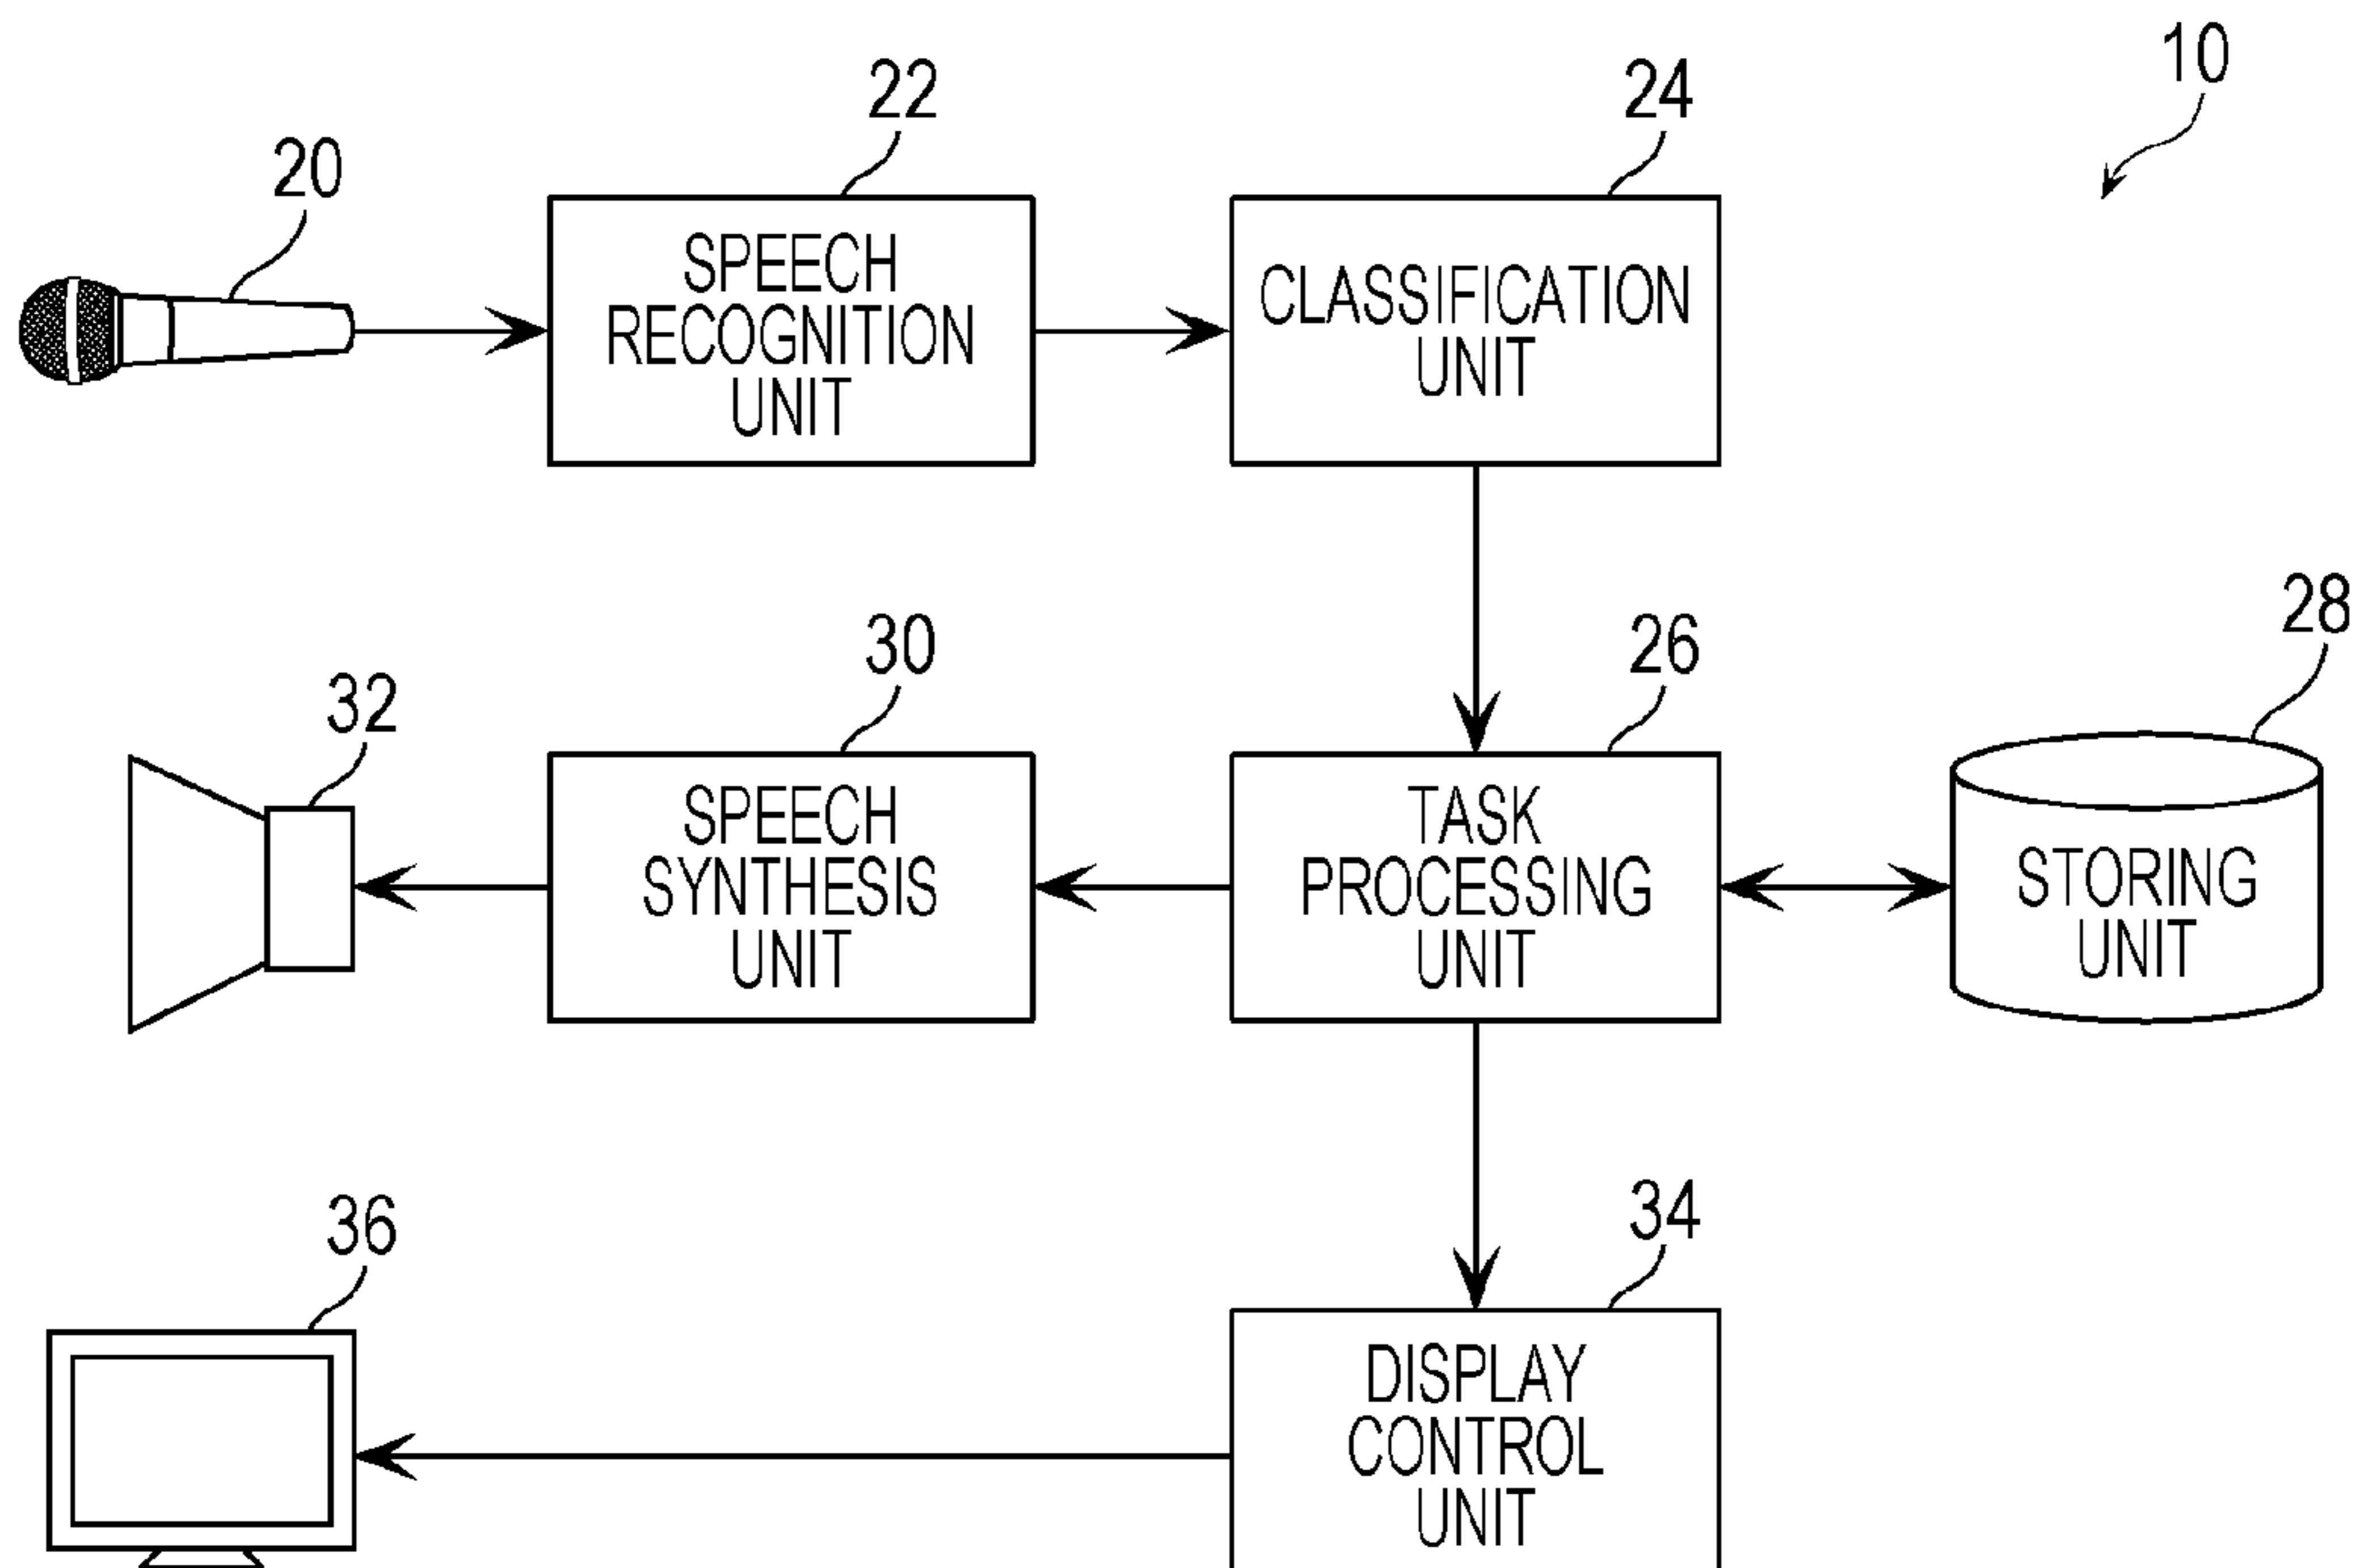 10
22
24
20
SPEECH
RECOGNITION
UNIT
CLASSIFICATION
UNIT
28
30
26
32
SPEECH
SYNTHESIS
UNIT
TASK
PROCESSING
UNIT
STORING
UNIT
36
34
DISPLAY
CONTROL
UNIT